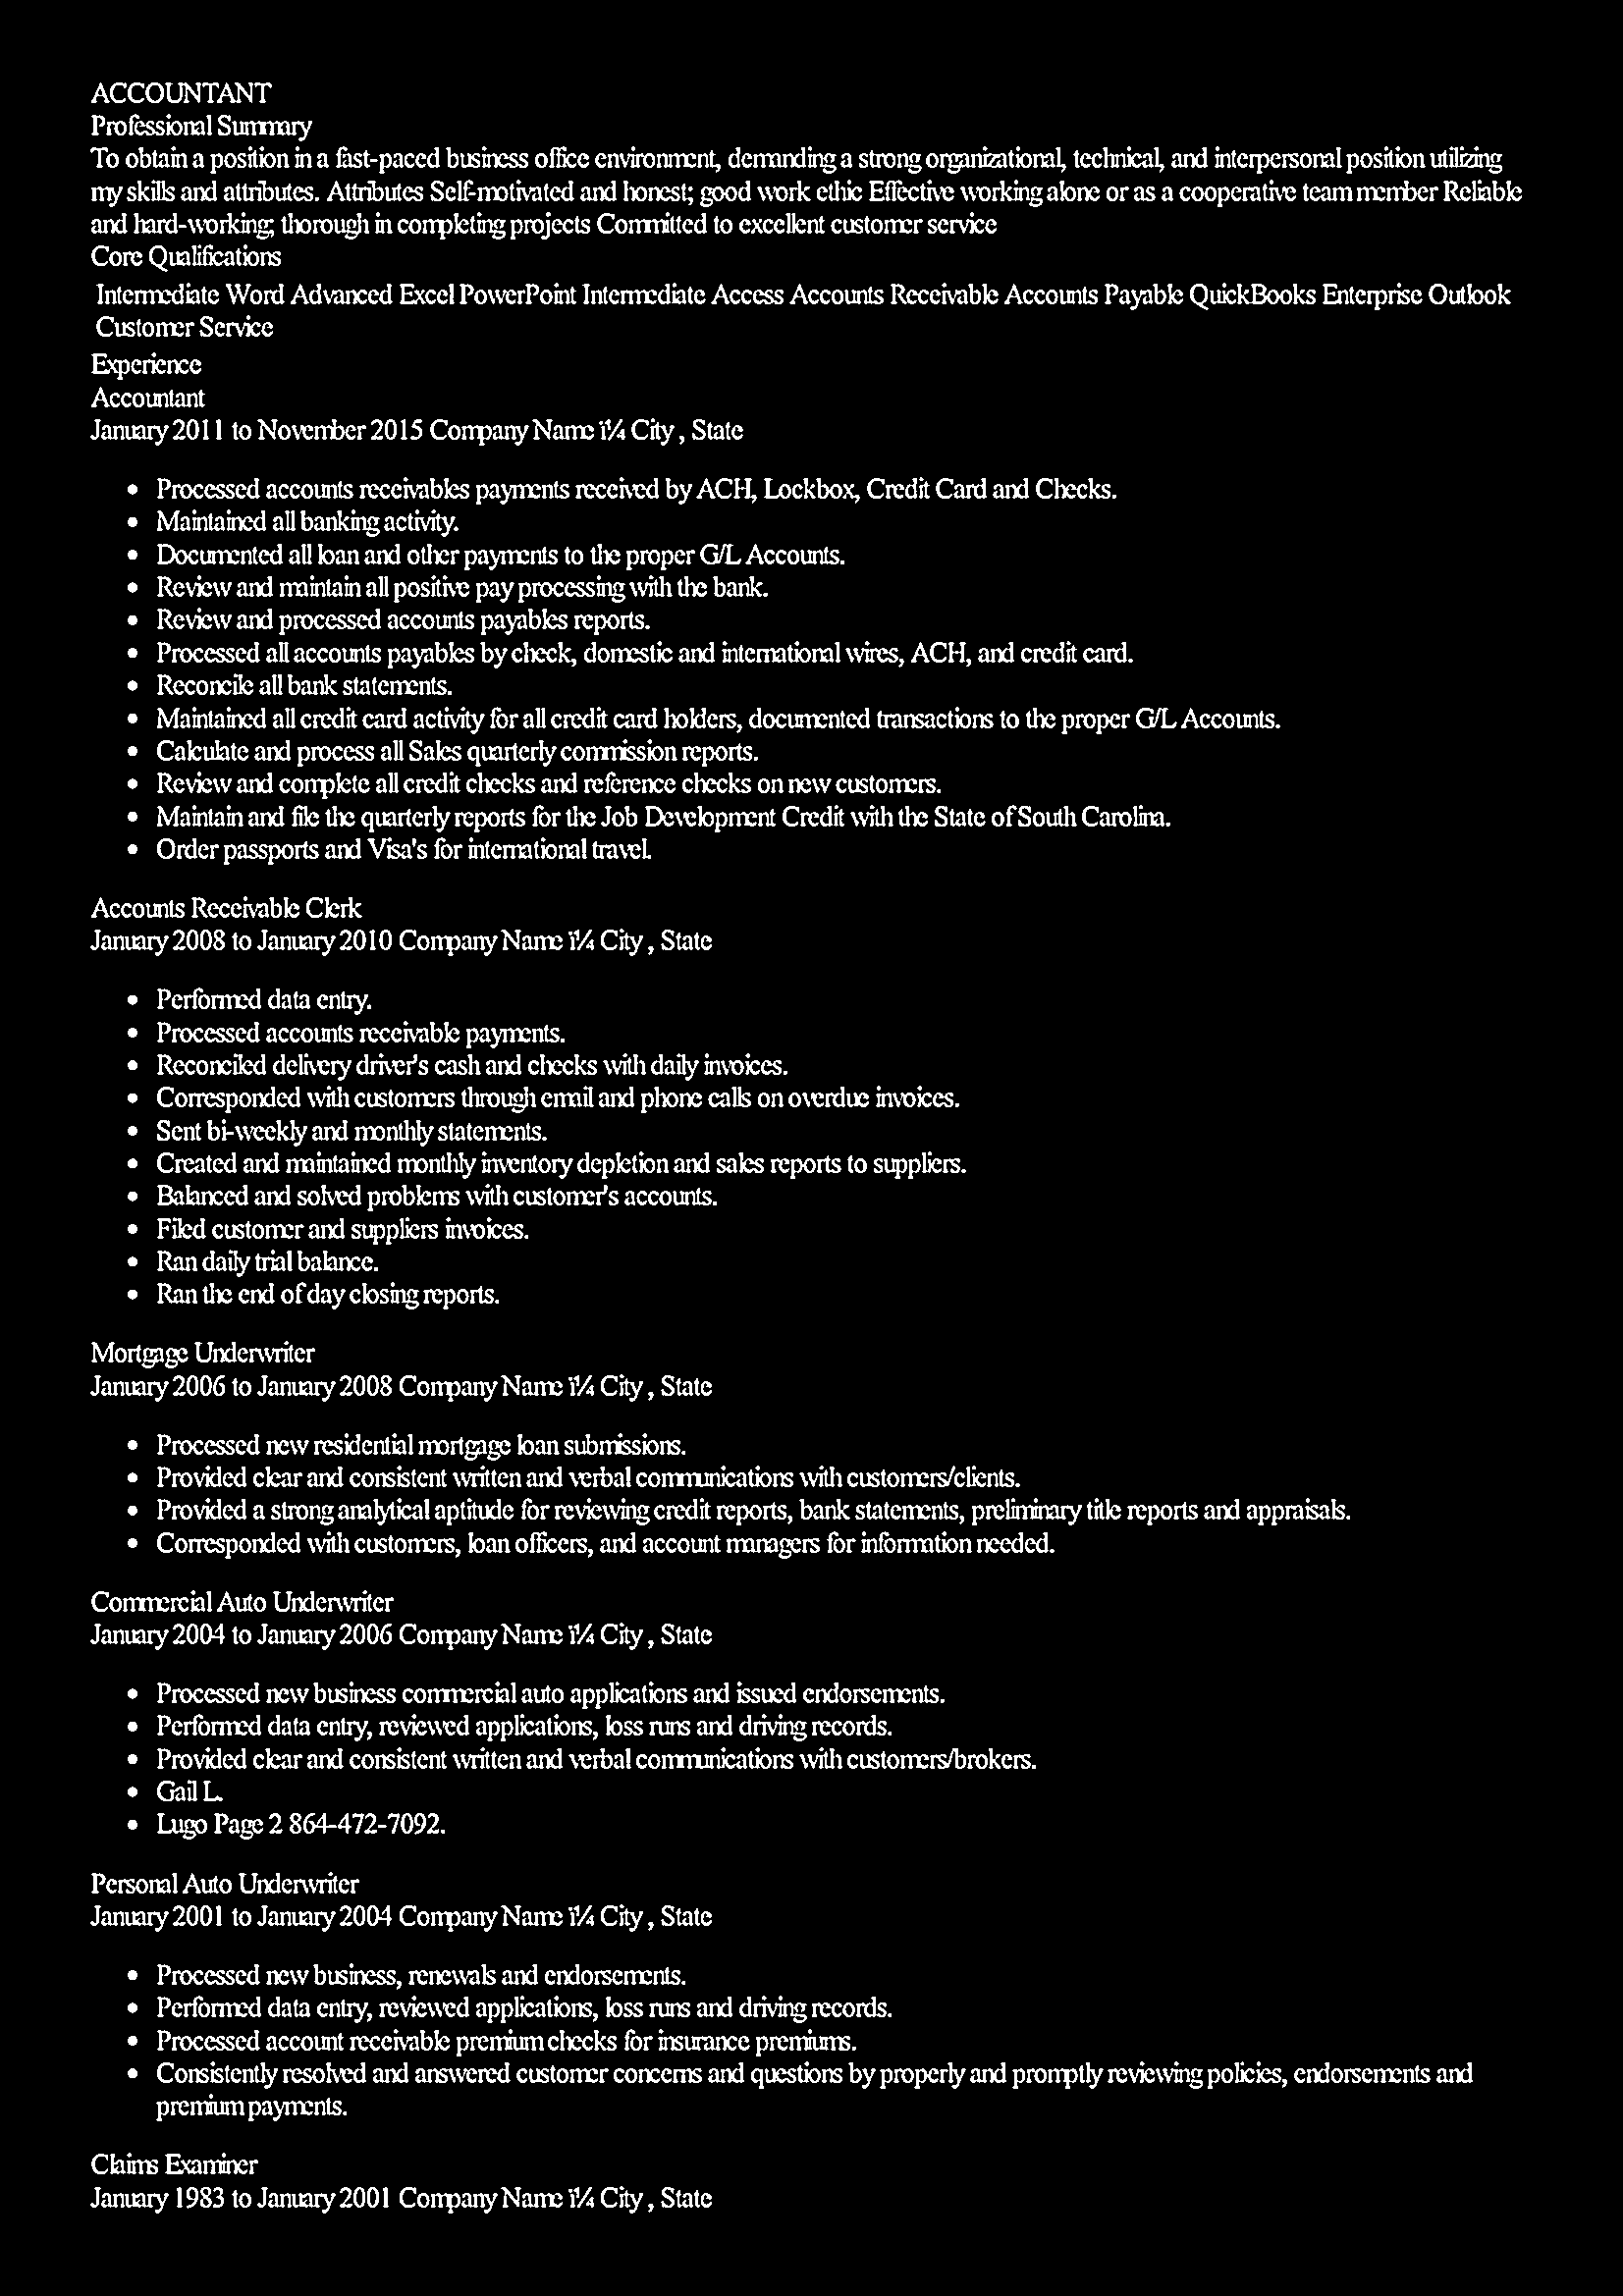 ACCOUNTANT
Professional Summary
To obtain a position in a fast-paced business office environment, demanding a strong organizational, technical, and interpersonal position utilizing
my skills and attributes. Attributes Self-motivated and honest; good work ethic Effective working alone or as a cooperative team member Reliable
and hard-working; thorough in completing projects Committed to excellent customer service
Core Qualifications
Intermediate Word Advanced Excel PowerPoint Intermediate Access Accounts Receivable Accounts Payable QuickBooks Enterprise Outlook
Customer Service
Experience
Accountant
January 2011 to November 2015 Company Name ï¼ City , State
• Processed accounts receivables payments received by ACH, Lockbox, Credit Card and Checks.
• Maintained all banking activity.
• Documented all loan and other payments to the proper G/L Accounts.
• Review and maintain all positive pay processing with the bank.
• Review and processed accounts payables reports.
• Processed all accounts payables by check, domestic and international wires, ACH, and credit card.
• Reconcile all bank statements.
• Maintained all credit card activity for all credit card holders, documented transactions to the proper G/L Accounts.
• Calculate and process all Sales quarterly commission reports.
• Review and complete all credit checks and reference checks on new customers.
• Maintain and file the quarterly reports for the Job Development Credit with the State of South Carolina.
• Order passports and Visa's for international travel.
Accounts Receivable Clerk
January 2008 to January 2010 Company Name ï¼ City , State
• Performed data entry.
• Processed accounts receivable payments.
• Reconciled delivery driver's cash and checks with daily invoices.
• Corresponded with customers through email and phone calls on overdue invoices.
• Sent bi-weekly and monthly statements.
• Created and maintained monthly inventory depletion and sales reports to suppliers.
• Balanced and solved problems with customer's accounts.
• Filed customer and suppliers invoices.
• Ran daily trial balance.
• Ran the end of day closing reports.
Mortgage Underwriter
January 2006 to January 2008 Company Name ï¼ City , State
• Processed new residential mortgage loan submissions.
• Provided clear and consistent written and verbal communications with customers/clients.
• Provided a strong analytical aptitude for reviewing credit reports, bank statements, preliminary title reports and appraisals.
• Corresponded with customers, loan officers, and account managers for information needed.
Commercial Auto Underwriter
January 2004 to January 2006 Company Name ï¼ City , State
• Processed new business commercial auto applications and issued endorsements.
• Performed data entry, reviewed applications, loss runs and driving records.
• Provided clear and consistent written and verbal communications with customers/brokers.
• Gail L.
• Lugo Page 2 864-472-7092.
Personal Auto Underwriter
January 2001 to January 2004 Company Name ï¼ City , State
• Processed new business, renewals and endorsements.
• Performed data entry, reviewed applications, loss runs and driving records.
• Processed account receivable premium checks for insurance premiums.
• Consistently resolved and answered customer concerns and questions by properly and promptly reviewing policies, endorsements and
premium payments.
Claims Examiner
January 1983 to January 2001 Company Name ï¼ City , State